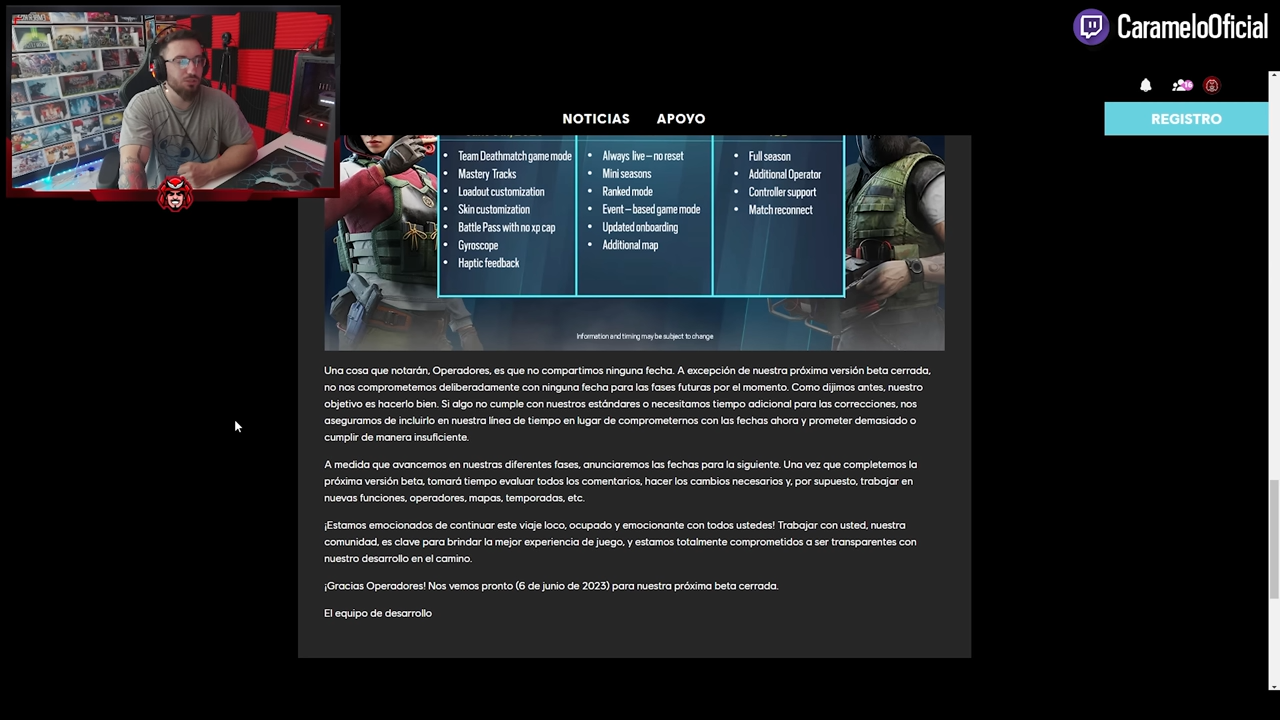 CarameloOficial
NOTICIAS APOYO
REGISTRO
• Team Deathmatch game mode
• Mastery Tracks
• Loadout customization
• Skin customization
• Battle Pass with no xp cap
• Gyroscope
• Haptic feedback
• Always live – no reset
• Mini seasons
• Ranked mode
• Event – based game mode
• Updated onboarding
• Additional map
• Full season
• Additional Operator
• Controller support
• Match reconnect
Information and timing may be subject to change
Una cosa que notarán, Operadores, es que no compartimos ninguna fecha. A excepción de nuestra próxima versión beta cerrada,
no nos comprometemos deliberadamente con ninguna fecha para las fases futuras por el momento. Como dijimos antes, nuestro
objetivo es hacerlo bien. Si algo no cumple con nuestros estándares o necesitamos tiempo adicional para las correcciones, nos
aseguramos de incluirlo en nuestra línea de tiempo en lugar de comprometernos con las fechas ahora y prometer demasiado o
cumplir de manera insuficiente.
A medida que avancemos en nuestras diferentes fases, anunciaremos las fechas para la siguiente. Una vez que completemos la
próxima versión beta, tomará tiempo evaluar todos los comentarios, hacer los cambios necesarios y, por supuesto, trabajar en
nuevas funciones, operadores, mapas, temporadas, etc.
¡Estamos emocionados de continuar este viaje loco, ocupado y emocionante con todos ustedes! Trabajar con usted, nuestra
comunidad, es clave para brindar la mejor experiencia de juego, y estamos totalmente comprometidos a ser transparentes con
nuestro desarrollo en el camino.
¡Gracias Operadores! Nos vemos pronto (6 de junio de 2023) para nuestra próxima beta cerrada.
El equipo de desarrollo